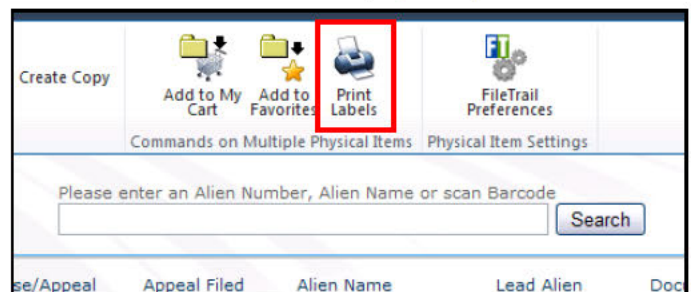 Create Copy
Add to My Cart
Add to Favorites
Print Labels
FT
FileTrail Preferences
Commands on Multiple Physical Items
Physical Item Settings
Please enter an Alien Number, Alien Name or scan Barcode
Search
se/Appeal Appeal Filed Alien Name Lead Alien Doc